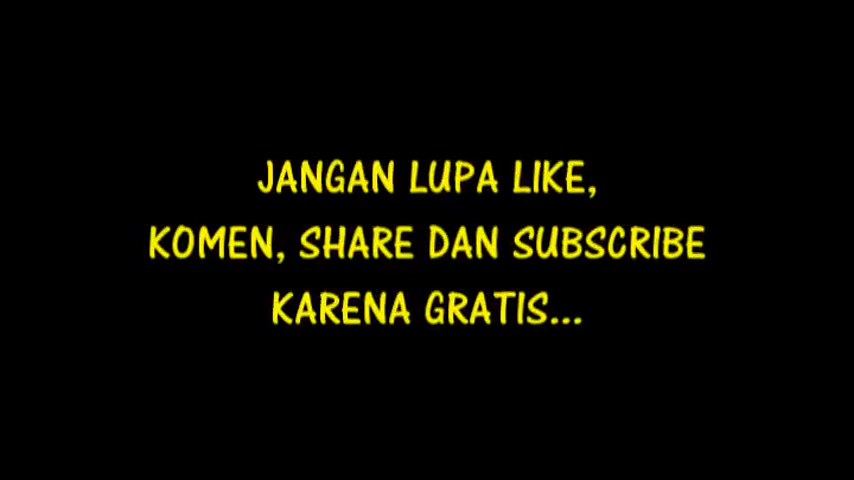 JANGAN LUPA LIKE,
KOMEN, SHARE DAN SUBSCRIBE
KARENA GRATIS...